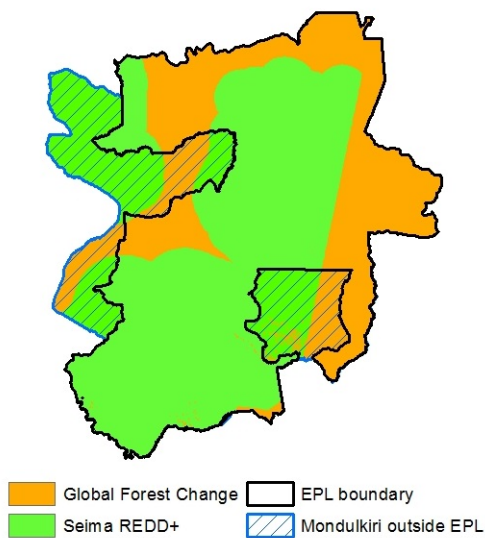 Global Forest Change
EPL boundary
Seima REDD+
Mondulkiri outside EPL